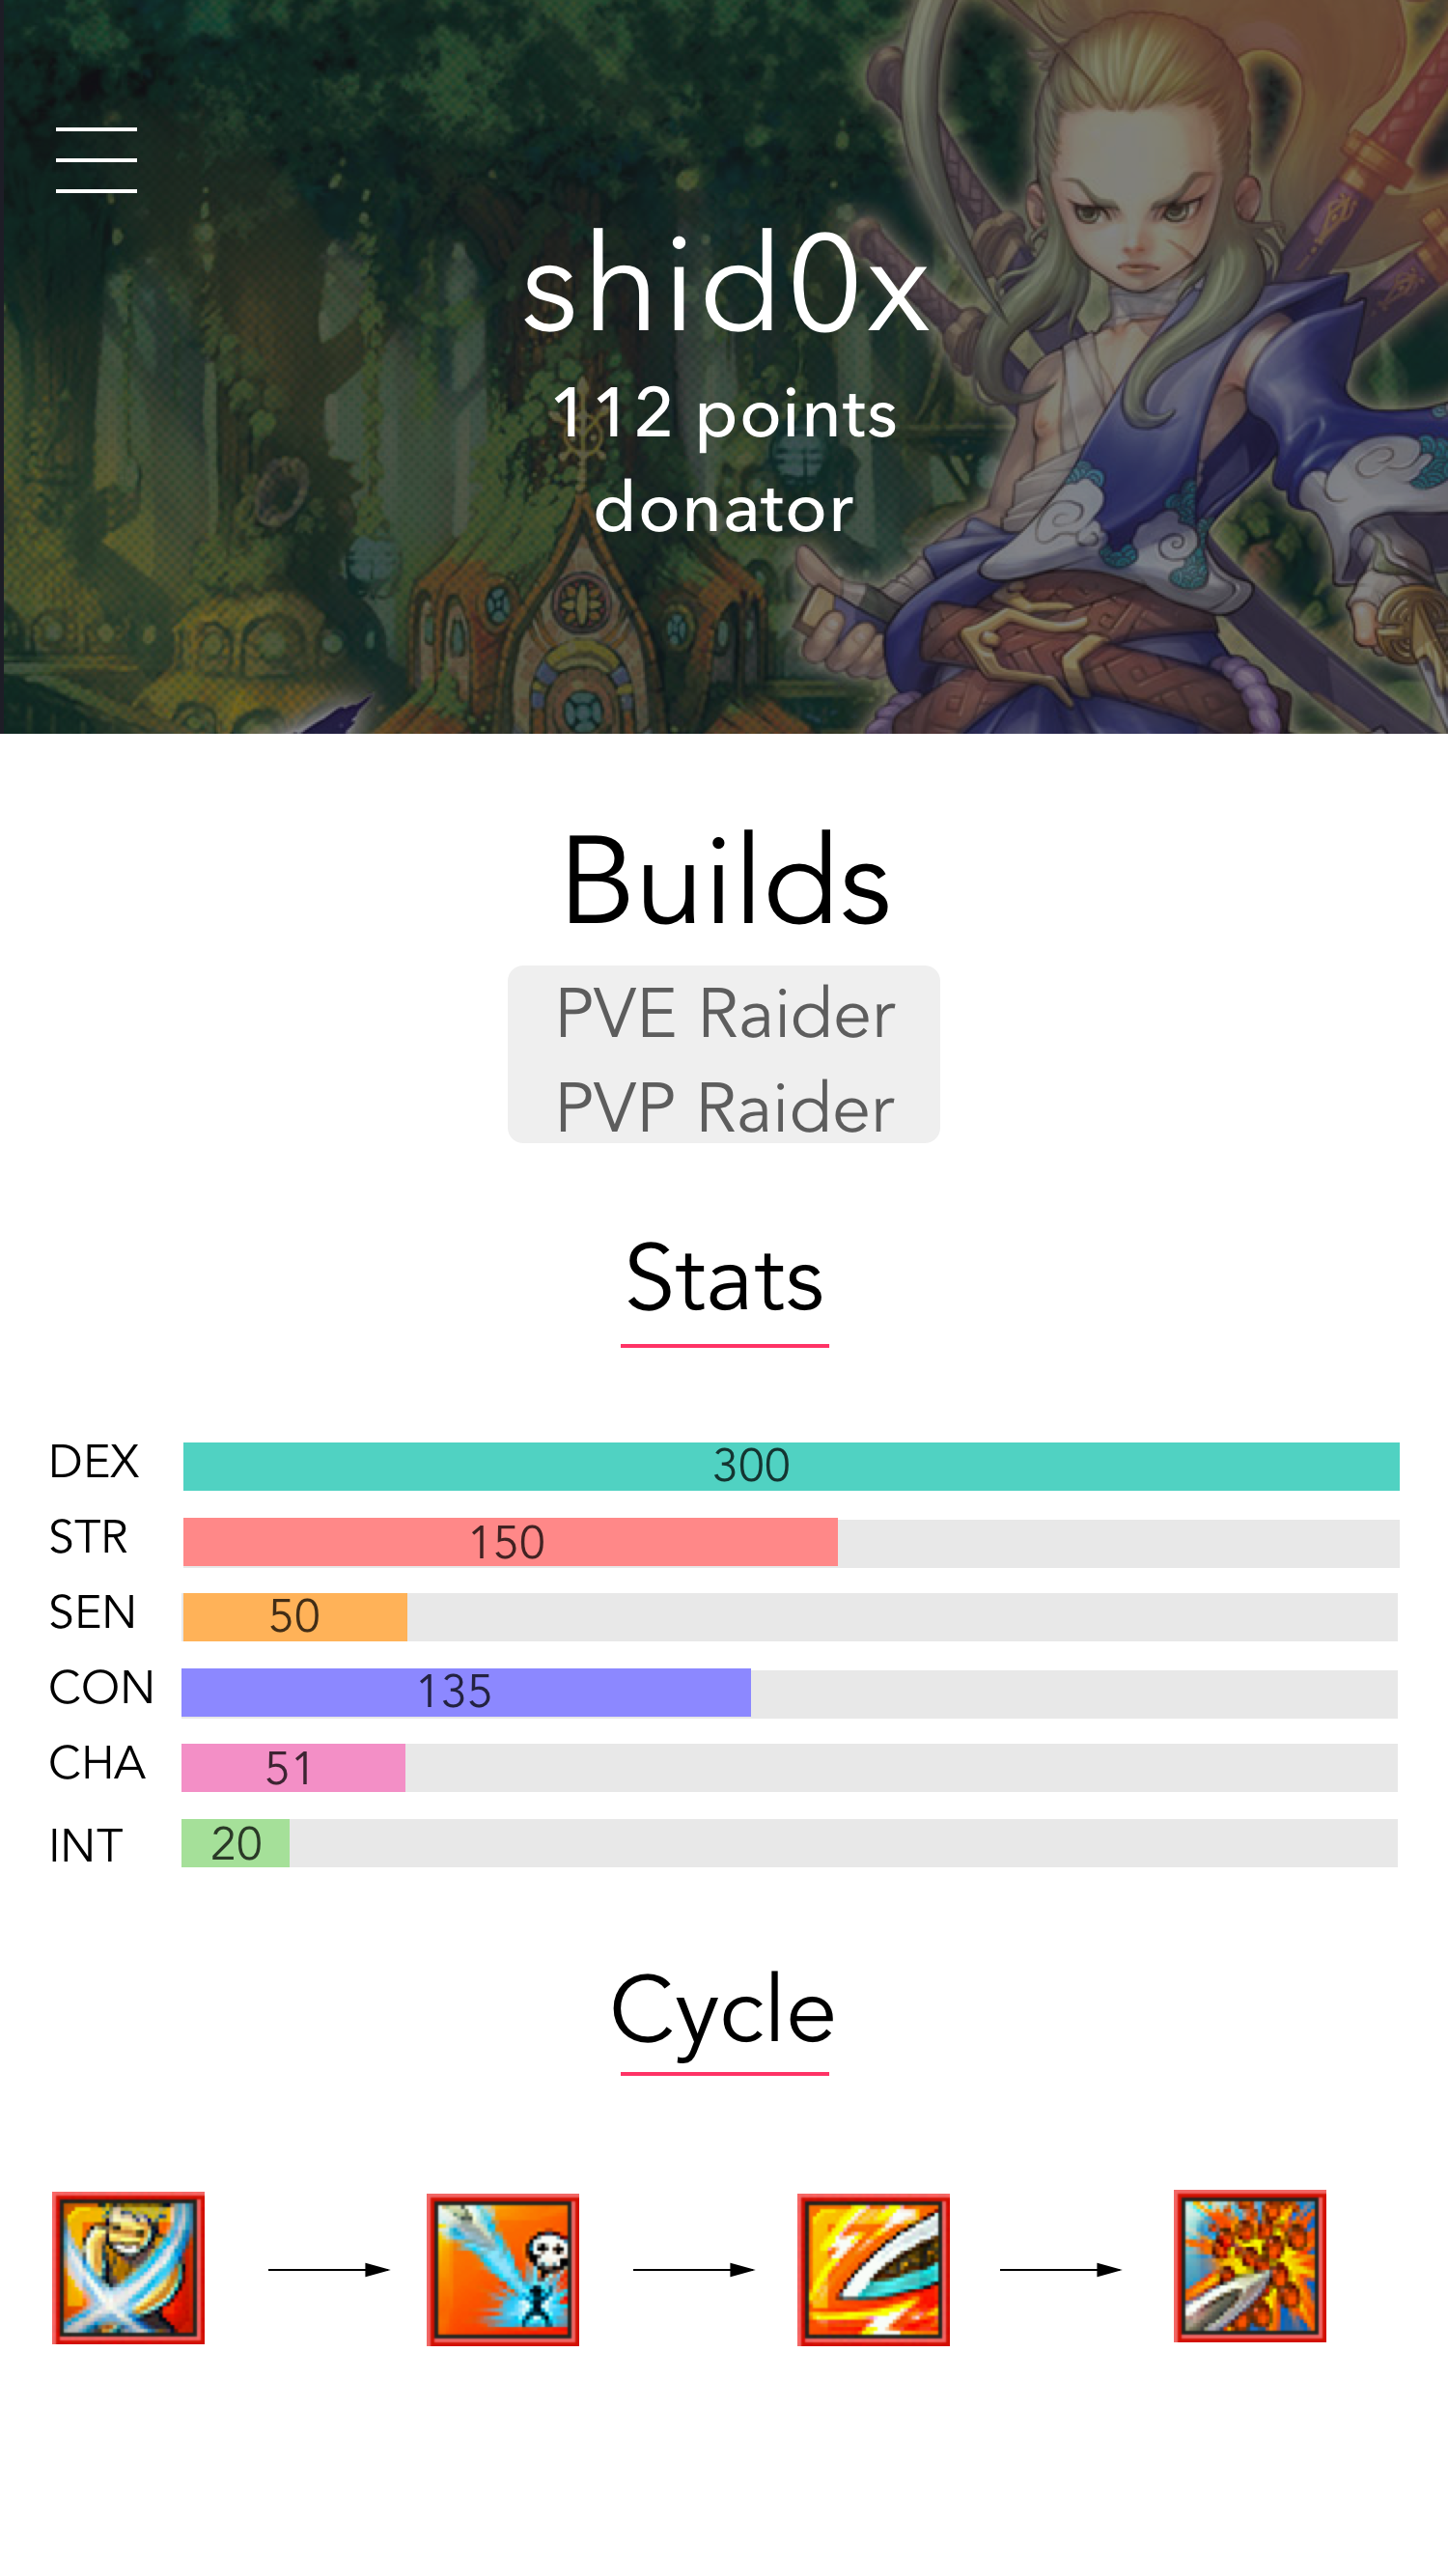 shid0x
112 points
donator
Builds
PVE Raider
PVP Raider
Stats
DEX 300
STR 150
SEN 50
CON 135
CHA 51
INT 20
Cycle